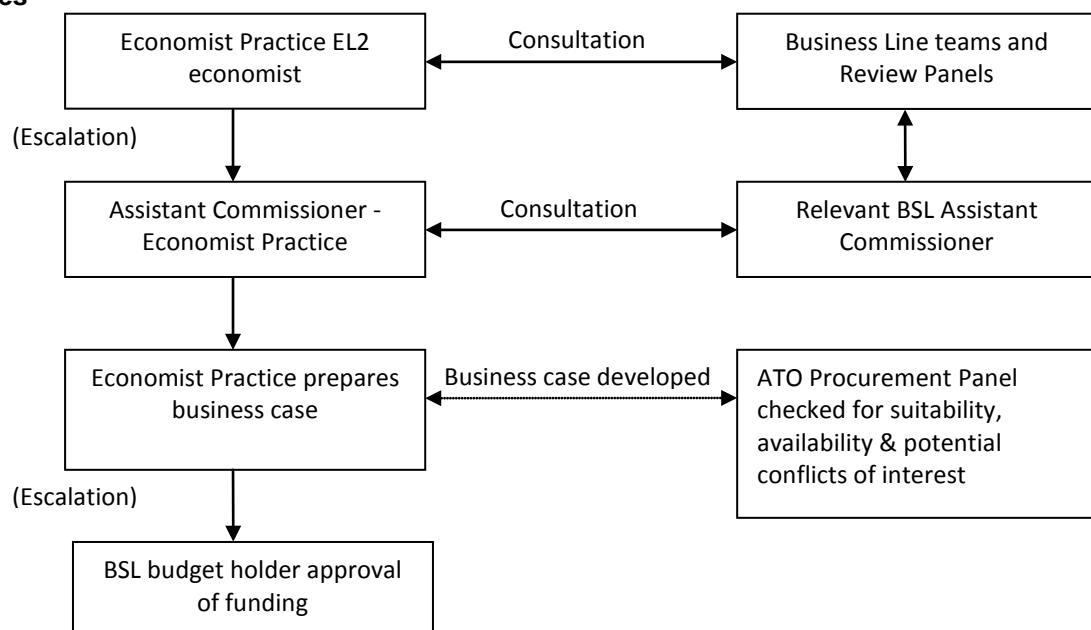 Economist Practice EL2
economist
Consultation
Business Line teams and
Review Panels
(Escalation)
Assistant Commissioner -
Economist Practice
Consultation
Relevant BSL Assistant
Commissioner
Economist Practice prepares
business case
Business case developed
ATO Procurement Panel
checked for suitability,
availability & potential
conflicts of interest
(Escalation)
BSL budget holder approval
of funding